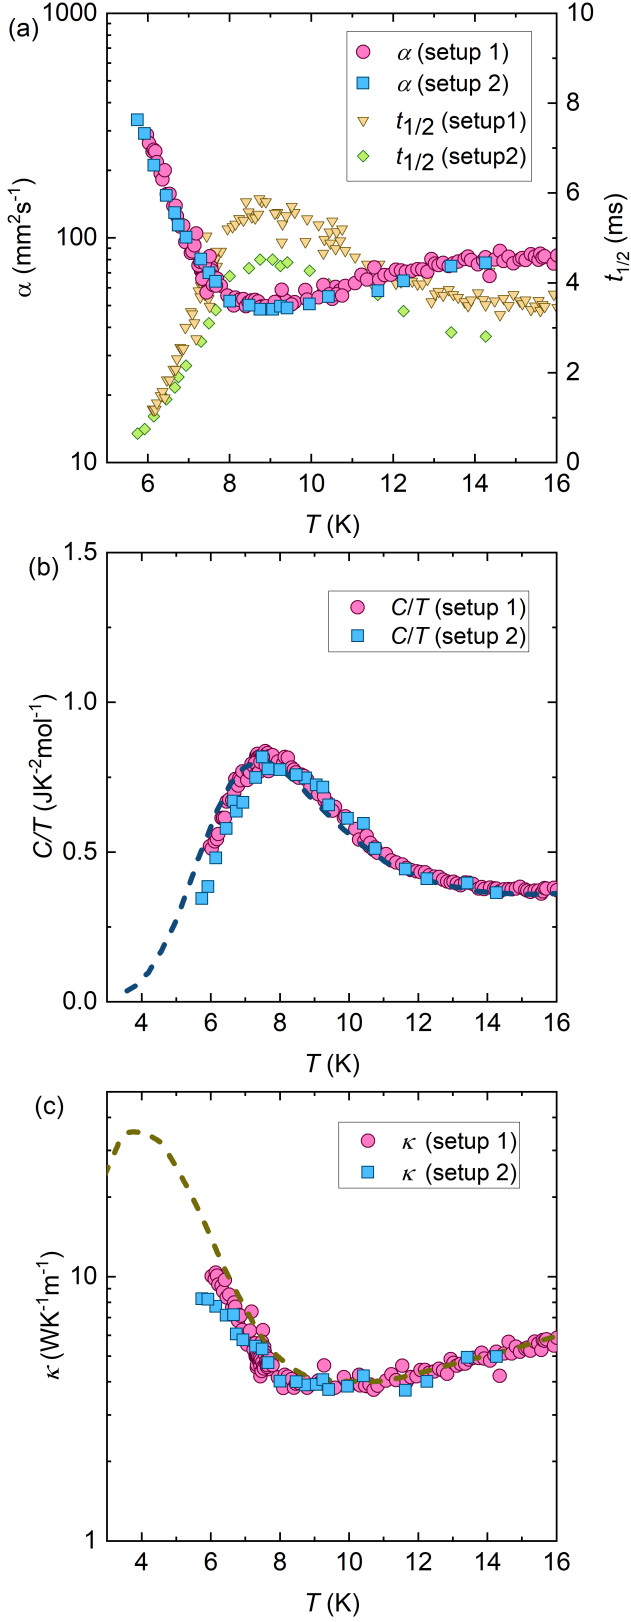 (a)
1000
100
10
α (mm²s⁻¹)
α (setup 1)
α (setup 2)
t₁/₂ (setup1)
t₁/₂ (setup2)
10
8
6
4
2
0
t₁/₂ (ms)
6 8 10 12 14 16
T (K)
(b)
1.5
1.0
0.5
0.0
C/T (JK⁻²mol⁻¹)
C/T (setup 1)
C/T (setup 2)
4 6 8 10 12 14 16
T (K)
(c)
10
1
κ (WK⁻¹m⁻¹)
κ (setup 1)
κ (setup 2)
4 6 8 10 12 14 16
T (K)